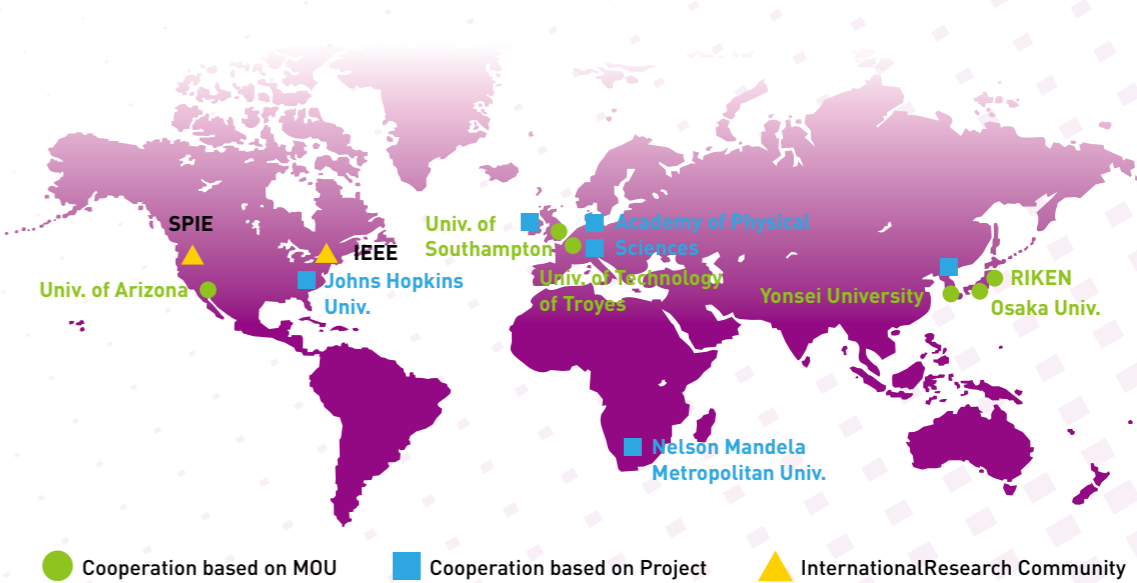 SPIE
IEEE
Univ. of Arizona
Johns Hopkins
Univ.
Univ. of
Southampton
Academy of Physical
Sciences
Univ. of Technology
of Troyes
Yonsei University
RIKEN
Osaka Univ.
Nelson Mandela
Metropolitan Univ.
Cooperation based on MOU
Cooperation based on Project
InternationalResearch Community